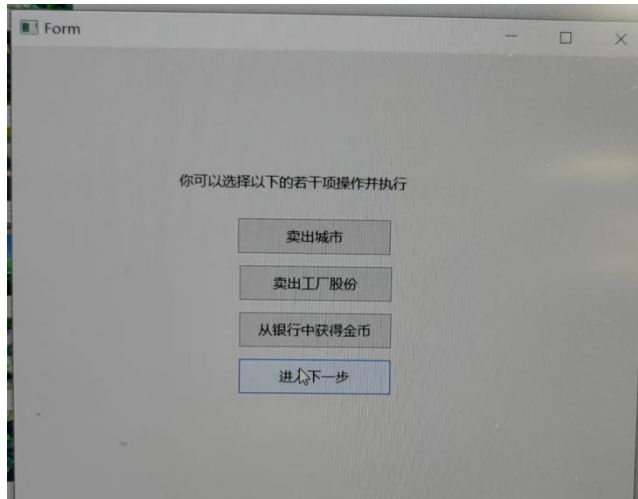 Form
你可以选择以下的若干项操作并执行
卖出城市
卖出工厂股份
从银行中获得金币
进入下一步